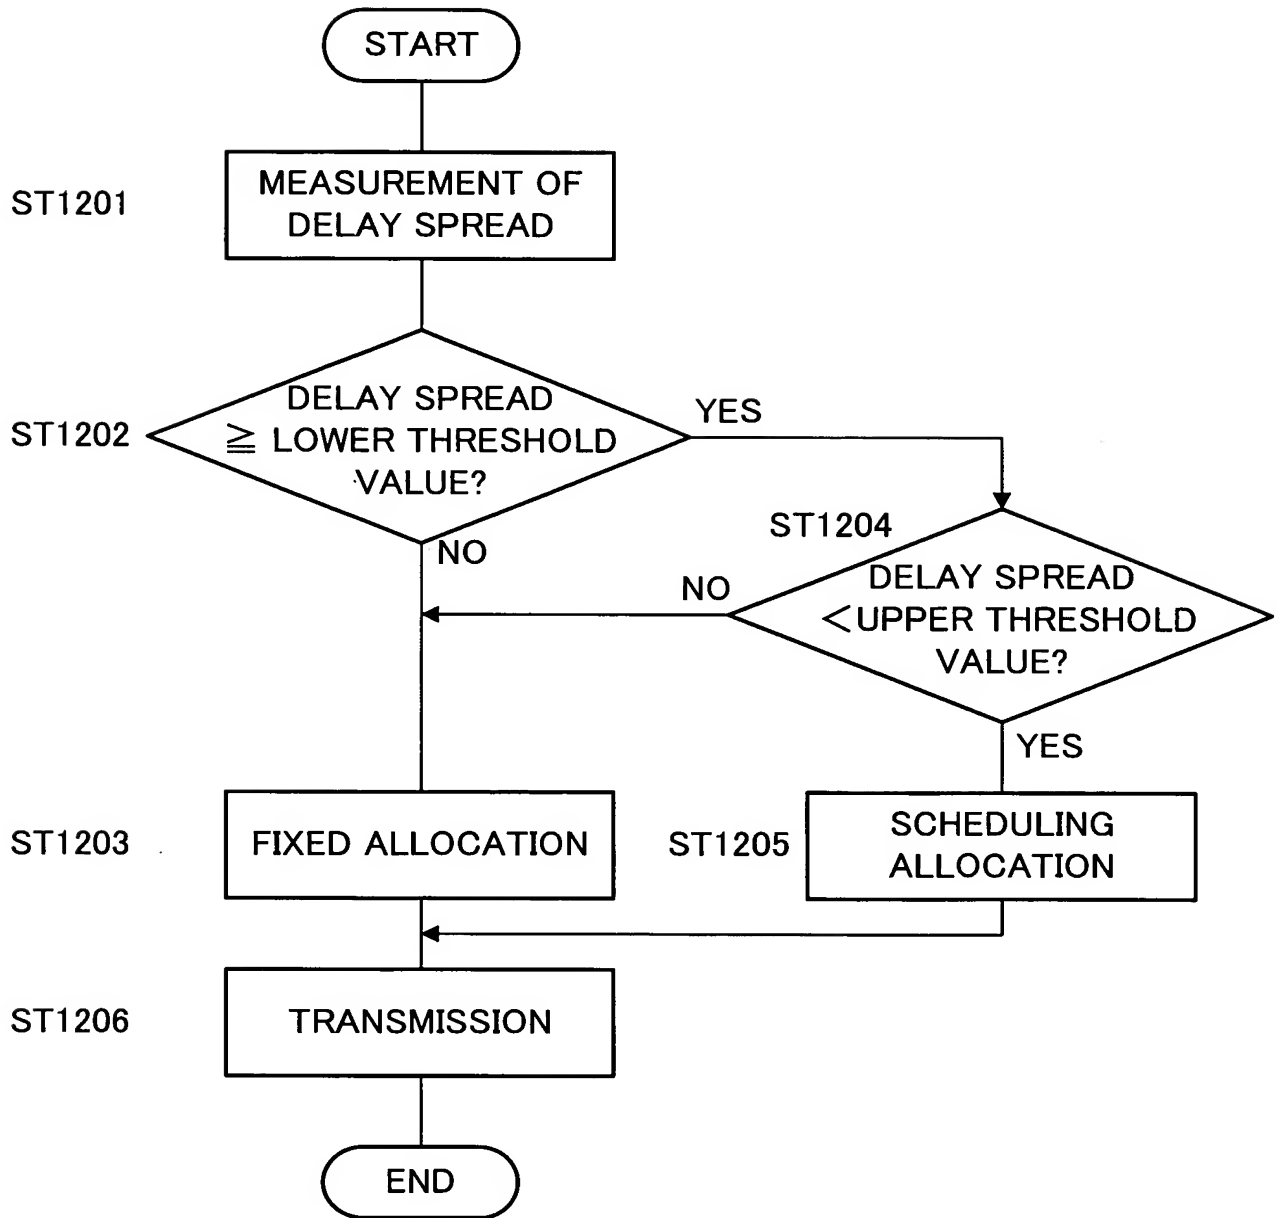 START
ST1201
MEASUREMENT OF
DELAY SPREAD
ST1202
DELAY SPREAD
≧ LOWER THRESHOLD
VALUE?
YES
NO
ST1204
DELAY SPREAD
<UPPER THRESHOLD
VALUE?
NO
YES
ST1203
FIXED ALLOCATION
ST1205
SCHEDULING
ALLOCATION
ST1206
TRANSMISSION
END